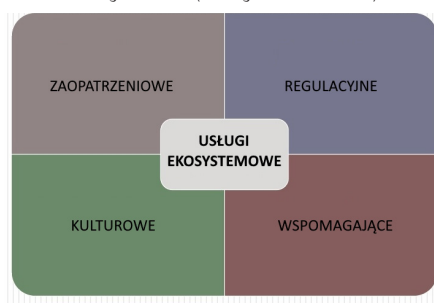 ZAOPATRZENIOWE
REGULACYJNE
USŁUGI
EKOSYSTEMOWE
KULTUROWE
WSPOMAGAJĄCE